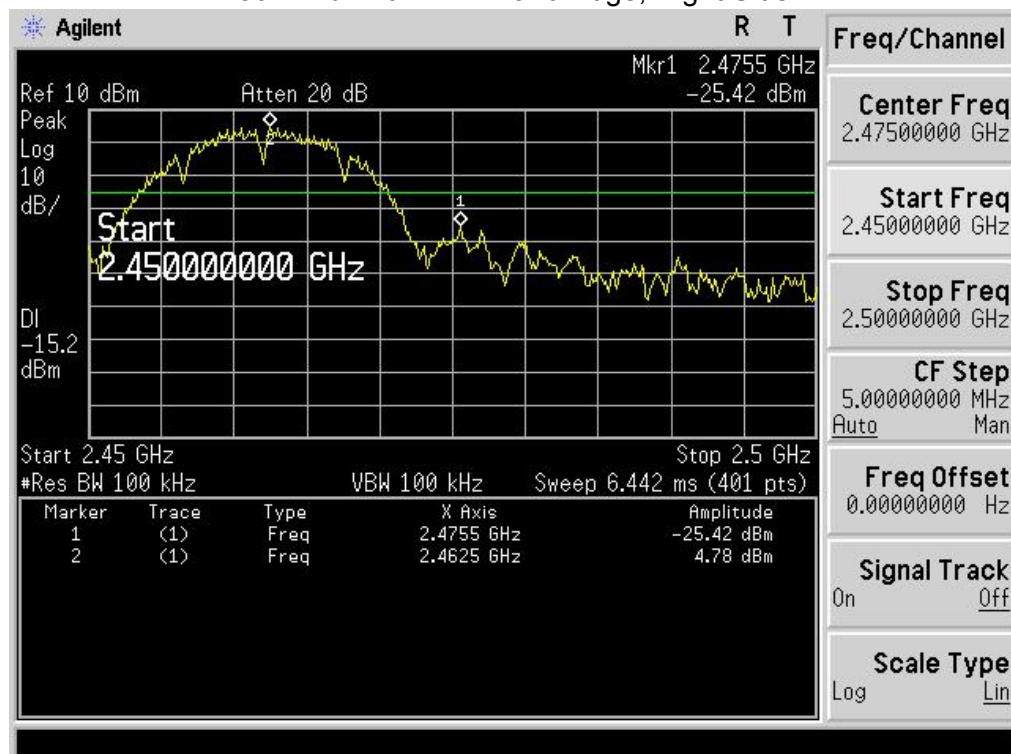 Agilent R T
Mkr1 2.4755 GHz
Ref 10 dBm Atten 20 dB -25.42 dBm
Peak
Log
10
dB/
2
1
Start
2.450000000 GHz
DI
-15.2
dBm
Start 2.45 GHz Stop 2.5 GHz
#Res BW 100 kHz VBW 100 kHz Sweep 6.442 ms (401 pts)
Marker Trace Type X Axis Amplitude
1 (1) Freq 2.4755 GHz -25.42 dBm
2 (1) Freq 2.4625 GHz 4.78 dBm
Freq/Channel
Center Freq
2.47500000 GHz
Start Freq
2.45000000 GHz
Stop Freq
2.50000000 GHz
CF Step
5.00000000 MHz
Auto Man
Freq Offset
0.00000000 Hz
Signal Track
On Off
Scale Type
Log Lin